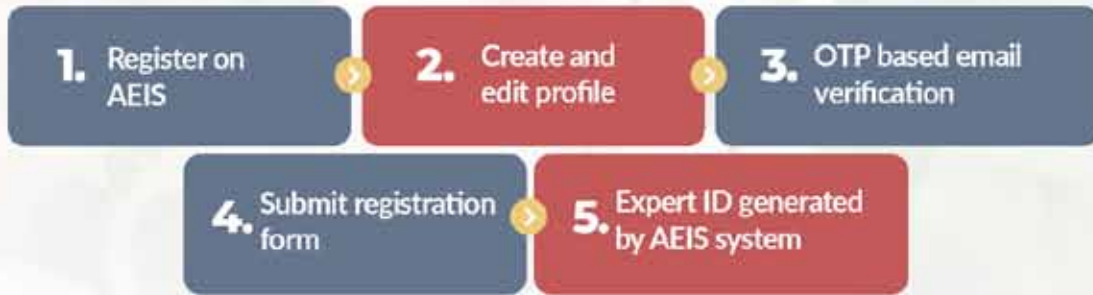 1. Register on
AEIS
2. Create and
edit profile
3. OTP based email
verification
4. Submit registration
form
5. Expert ID generated
by AEIS system